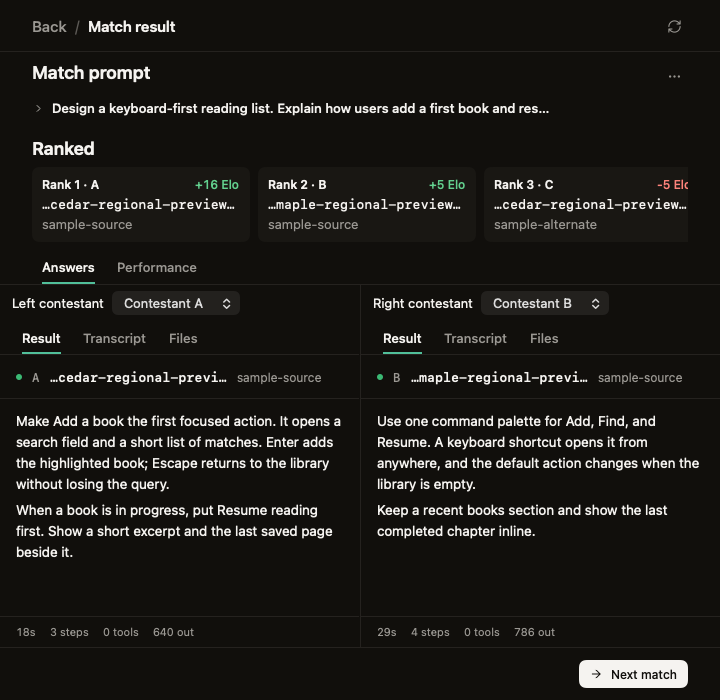 Back / Match result
Match prompt
...
Design a keyboard-first reading list. Explain how users add a first book and res...
Ranked
Rank 1 · A +16 Elo
…cedar-regional-preview…
sample-source
Rank 2 · B +5 Elo
…maple-regional-preview…
sample-source
Rank 3 · C -5 Elo
…cedar-regional-preview…
sample-alternate
Answers Performance
Left contestant Contestant A
Result Transcript Files
A …cedar-regional-previ… sample-source
Make Add a book the first focused action. It opens a
search field and a short list of matches. Enter adds
the highlighted book; Escape returns to the library
without losing the query.
When a book is in progress, put Resume reading
first. Show a short excerpt and the last saved page
beside it.
18s 3 steps 0 tools 640 out
Right contestant Contestant B
Result Transcript Files
B …maple-regional-previ… sample-source
Use one command palette for Add, Find, and
Resume. A keyboard shortcut opens it from
anywhere, and the default action changes when the
library is empty.
Keep a recent books section and show the last
completed chapter inline.
29s 4 steps 0 tools 786 out
Next match